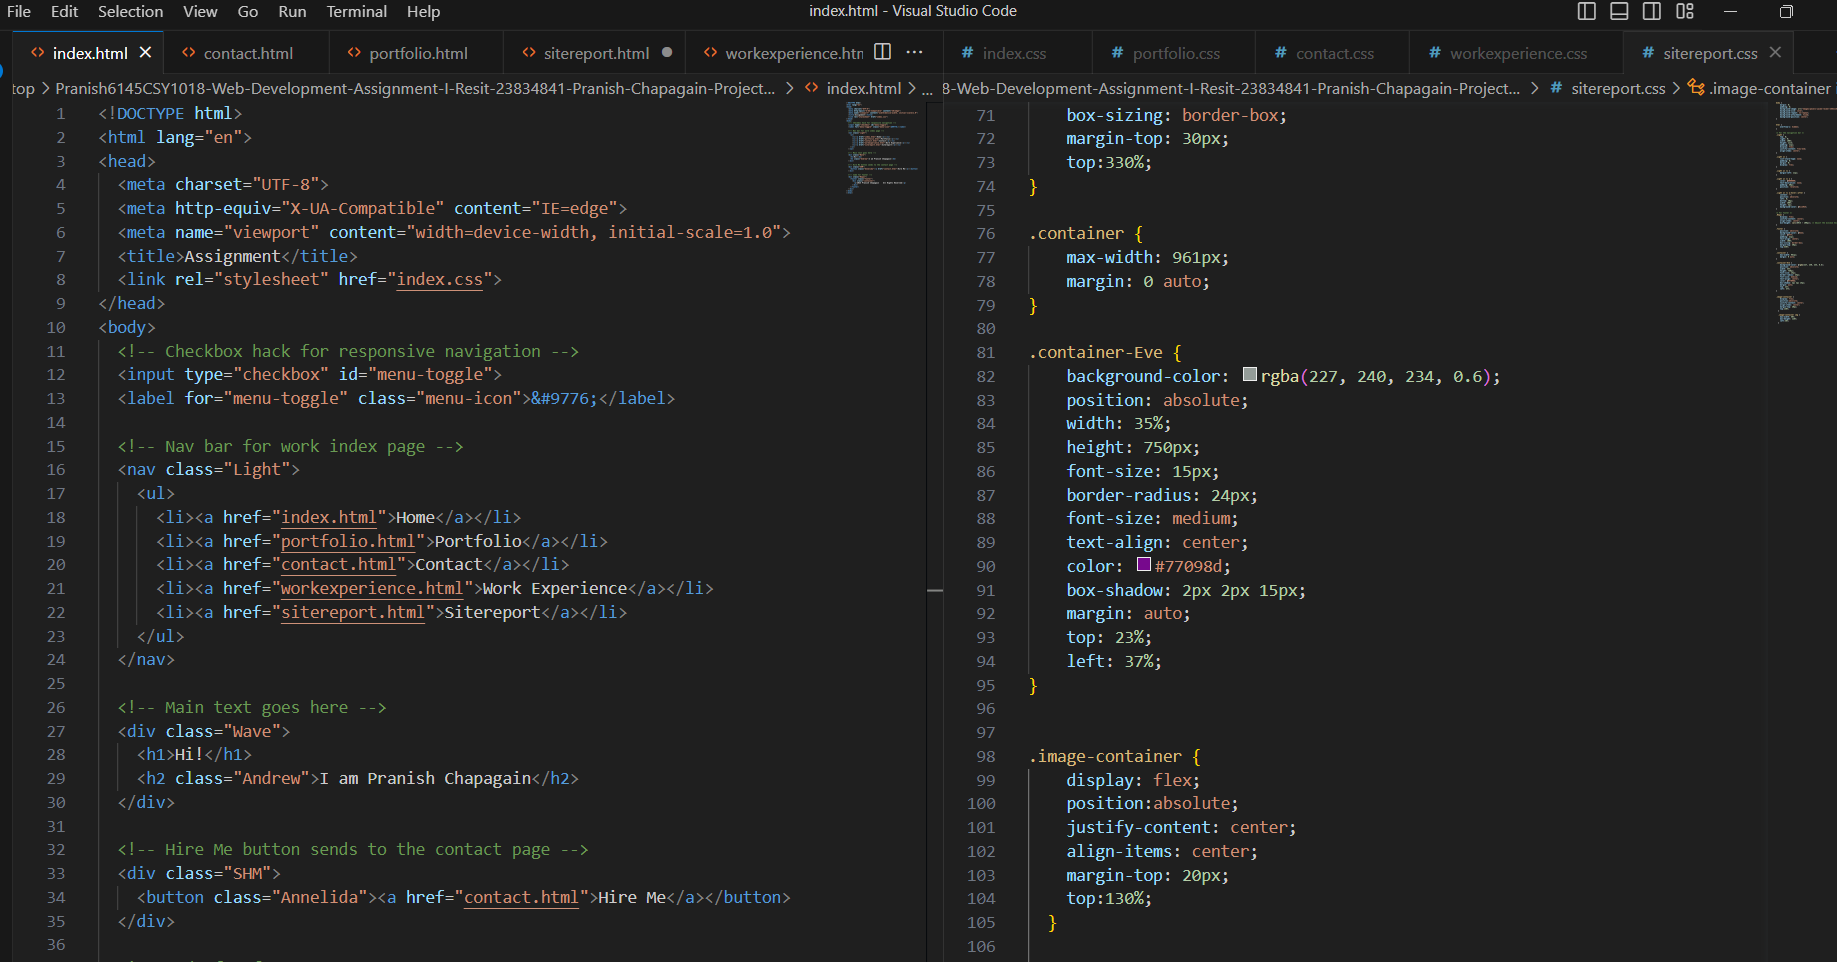 File Edit Selection View Go Run Terminal Help
index.html - Visual Studio Code
index.html contact.html portfolio.html sitereport.html workexperience.htm
index.css portfolio.css contact.css workexperience.css sitereport.css
top > Pranish6145CSY1018-Web-Development-Assignment-I-Resit-23834841-Pranish-Chapagain-Project... > index.html > ...
8-Web-Development-Assignment-I-Resit-23834841-Pranish-Chapagain-Project... > # sitereport.css > .image-container
1 <!DOCTYPE html>
2 <html lang="en">
3 <head>
4 <meta charset="UTF-8">
5 <meta http-equiv="X-UA-Compatible" content="IE=edge">
6 <meta name="viewport" content="width=device-width, initial-scale=1.0">
7 <title>Assignment</title>
8 <link rel="stylesheet" href="index.css">
9 </head>
10 <body>
11 <!-- Checkbox hack for responsive navigation -->
12 <input type="checkbox" id="menu-toggle">
13 <label for="menu-toggle" class="menu-icon">&#9776;</label>
14
15 <!-- Nav bar for work index page -->
16 <nav class="Light">
17 <ul>
18 <li><a href="index.html">Home</a></li>
19 <li><a href="portfolio.html">Portfolio</a></li>
20 <li><a href="contact.html">Contact</a></li>
21 <li><a href="workexperience.html">Work Experience</a></li>
22 <li><a href="sitereport.html">Sitereport</a></li>
23 </ul>
24 </nav>
25
26 <!-- Main text goes here -->
27 <div class="Wave">
28 <h1>Hi!</h1>
29 <h2 class="Andrew">I am Pranish Chapagain</h2>
30 </div>
31
32 <!-- Hire Me button sends to the contact page -->
33 <div class="SHM">
34 <button class="Annelida"><a href="contact.html">Hire Me</a></button>
35 </div>
36
71 box-sizing: border-box;
72 margin-top: 30px;
73 top:330%;
74 }
75
76 .container {
77 max-width: 961px;
78 margin: 0 auto;
79 }
80
81 .container-Eve {
82 background-color: rgba(227, 240, 234, 0.6);
83 position: absolute;
84 width: 35%;
85 height: 750px;
86 font-size: 15px;
87 border-radius: 24px;
88 font-size: medium;
89 text-align: center;
90 color: #77098d;
91 box-shadow: 2px 2px 15px;
92 margin: auto;
93 top: 23%;
94 left: 37%;
95 }
96
97
98 .image-container {
99 display: flex;
100 position:absolute;
101 justify-content: center;
102 align-items: center;
103 margin-top: 20px;
104 top:130%;
105 }
106